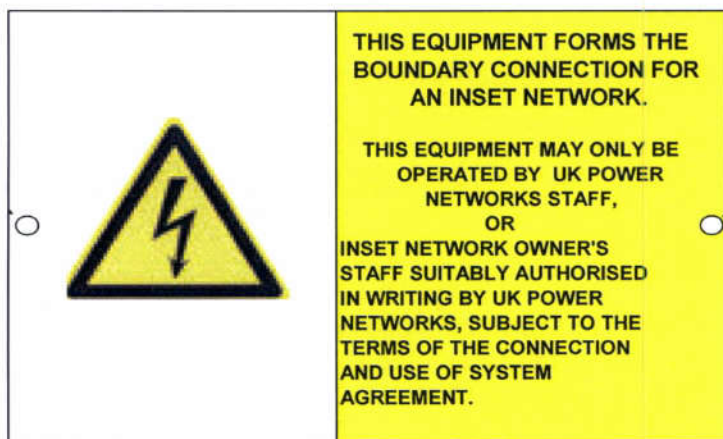 THIS EQUIPMENT FORMS THE
BOUNDARY CONNECTION FOR
AN INSET NETWORK.
THIS EQUIPMENT MAY ONLY BE
OPERATED BY UK POWER
NETWORKS STAFF,
OR
INSET NETWORK OWNER'S
STAFF SUITABLY AUTHORISED
IN WRITING BY UK POWER
NETWORKS, SUBJECT TO THE
TERMS OF THE CONNECTION
AND USE OF SYSTEM
AGREEMENT.